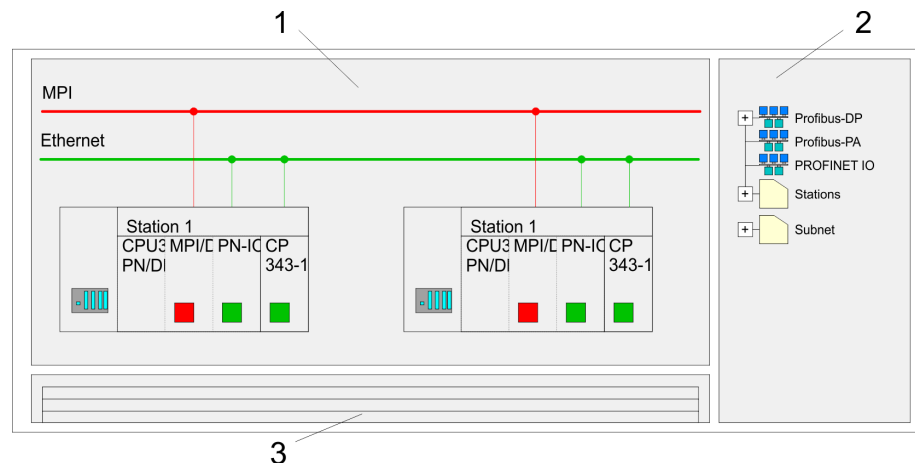 1
2
MPI
Ethernet
Station 1
CPU3 MPI/D PN-IO CP
PN/DI 343-1
Station 1
CPU3 MPI/D PN-IO CP
PN/DI 343-1
Profibus-DP
Profibus-PA
PROFINET IO
Stations
Subnet
3